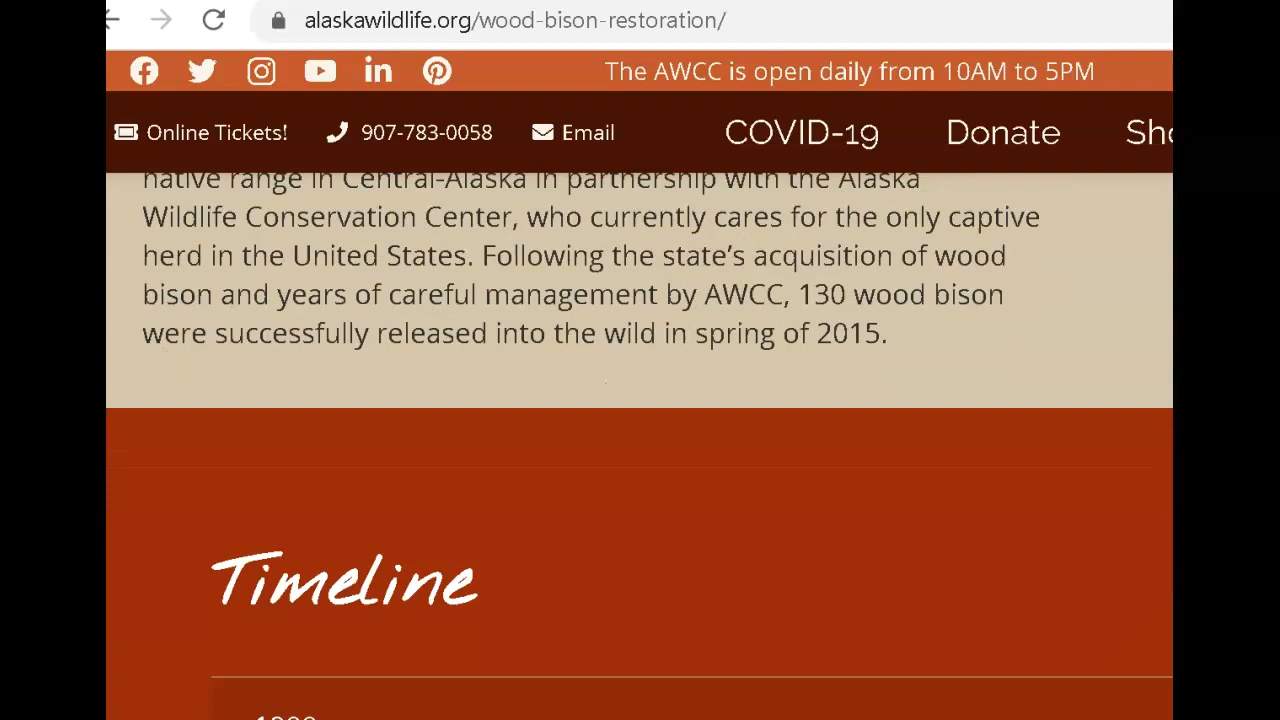 alaskawildlife.org/wood-bison-restoration/
The AWCC is open daily from 10AM to 5PM
Online Tickets! 907-783-0058 Email COVID-19 Donate Sho
native range in Central-Alaska in partnership with the Alaska
Wildlife Conservation Center, who currently cares for the only captive
herd in the United States. Following the state’s acquisition of wood
bison and years of careful management by AWCC, 130 wood bison
were successfully released into the wild in spring of 2015.
Timeline